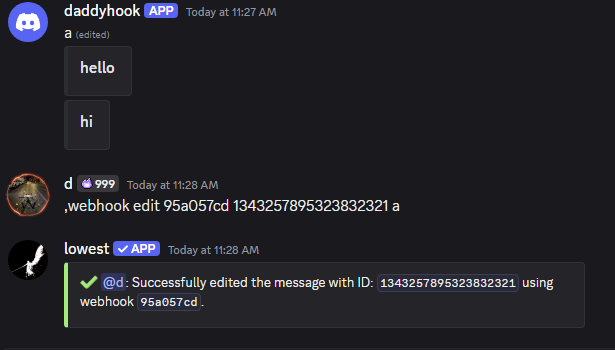 daddyhook APP Today at 11:27 AM
a (edited)
hello
hi
d 999 Today at 11:28 AM
,webhook edit 95a057cd 1343257895323832321 a
lowest APP Today at 11:28 AM
@d: Successfully edited the message with ID: 1343257895323832321 using
webhook 95a057cd.